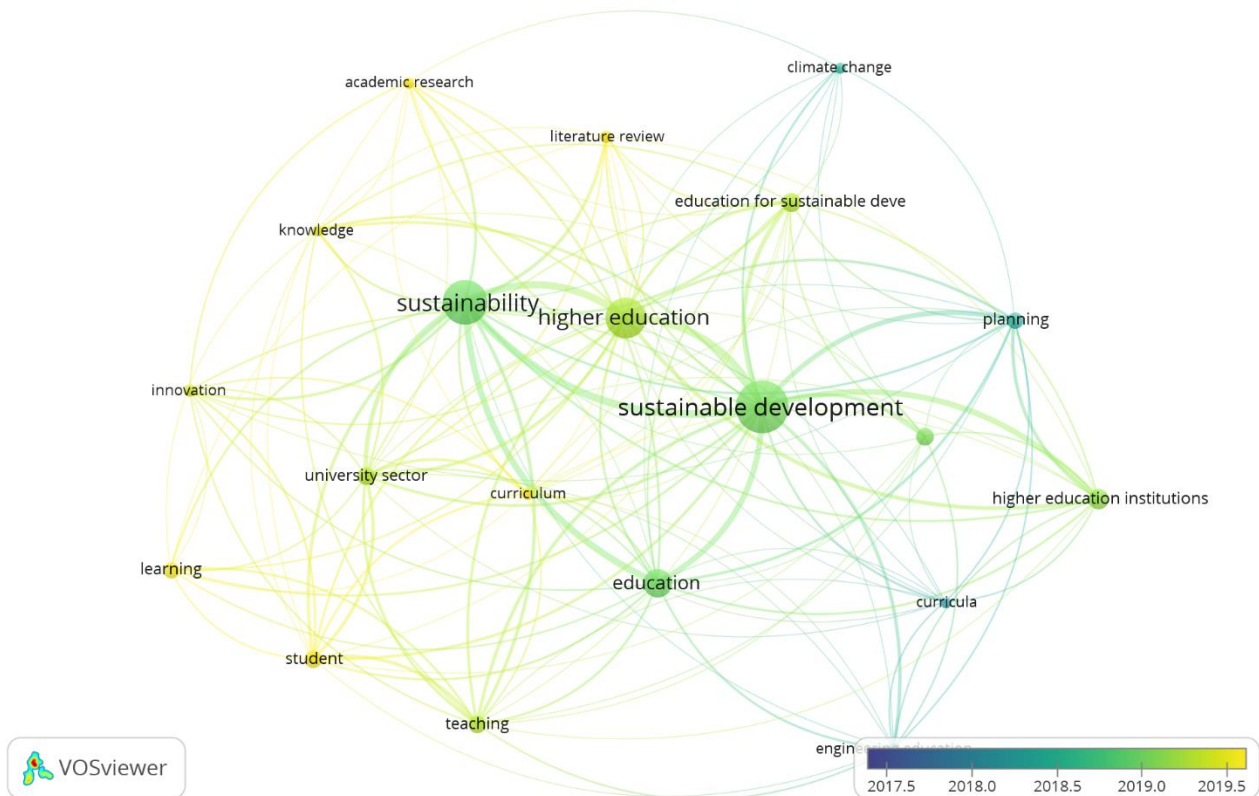 climate change
academic research
literature review
education for sustainable deve
knowledge
sustainability
higher education
planning
innovation
sustainable development
university sector
curriculum
higher education institutions
learning
education
curricula
student
teaching
engineering education
VOSviewer
2017.5 2018.0 2018.5 2019.0 2019.5